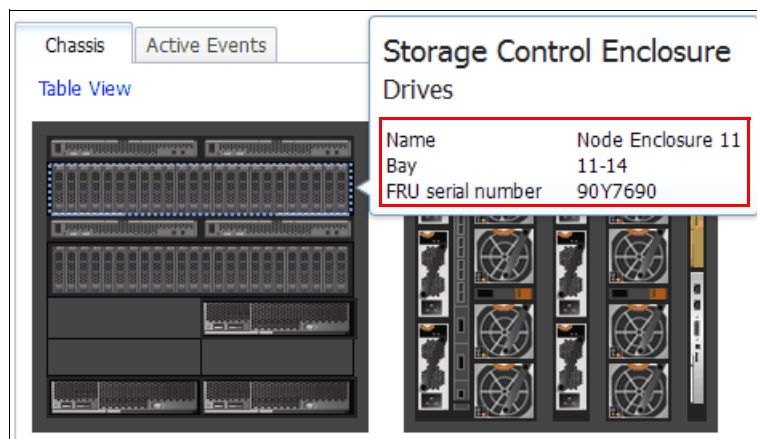 Chassis
Active Events
Table View
Storage Control Enclosure
Drives
Name Node Enclosure 11
Bay 11-14
FRU serial number 90Y7690